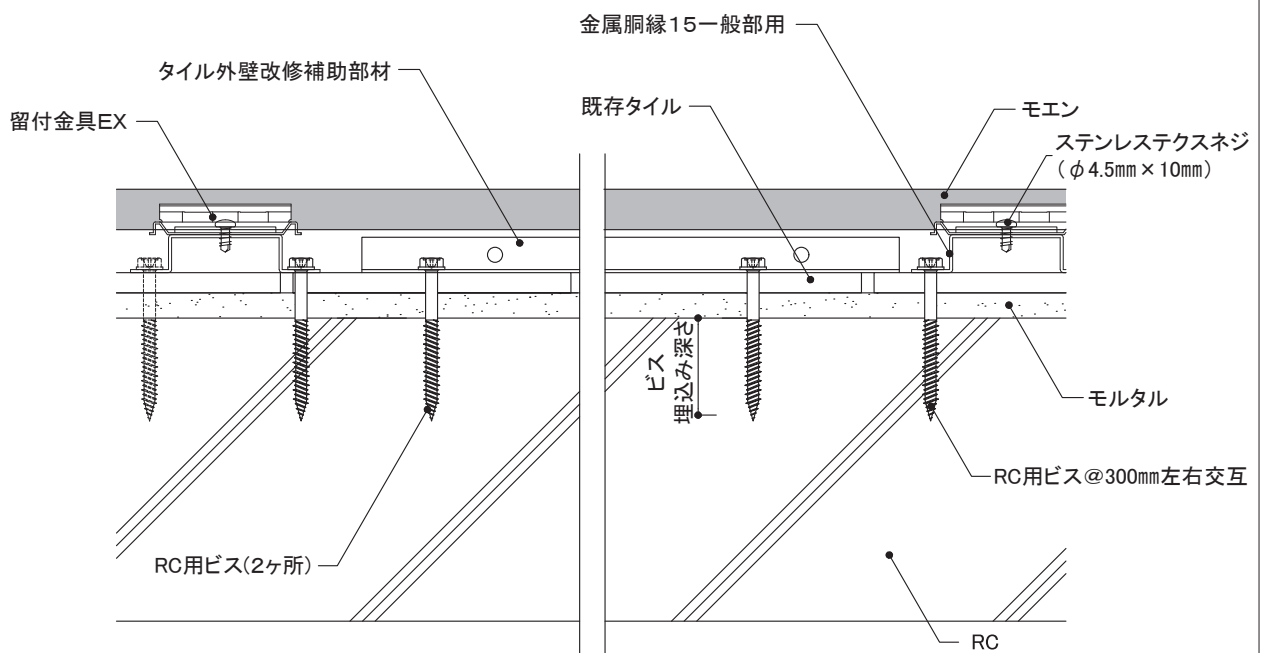 金属胴縁15一般部用
タイル外壁改修補助部材
既存タイル
モエン
留付金具EX
ステンレステクスネジ
(φ4.5mm×10mm)
ビス
埋込み深さ
モルタル
RC用ビス@300mm左右交互
RC用ビス(2ヶ所)
RC